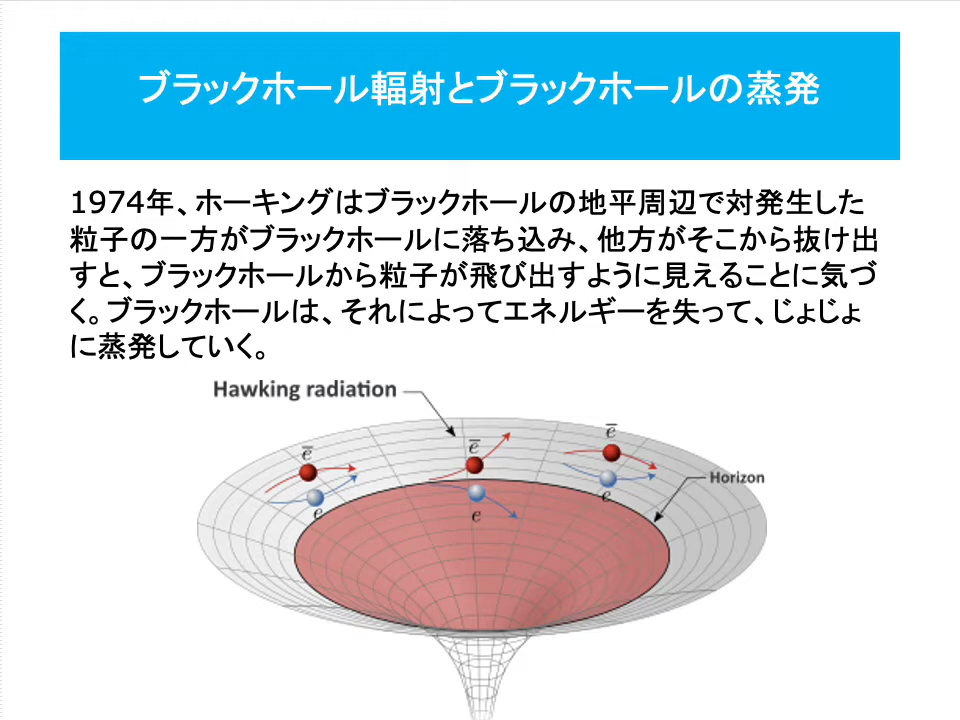 ブラックホール輻射とブラックホールの蒸発
1974年、ホーキングはブラックホールの地平周辺で対発生した
粒子の一方がブラックホールに落ち込み、他方がそこから抜け出
すと、ブラックホールから粒子が飛び出すように見えることに気づ
く。ブラックホールは、それによってエネルギーを失って、じょじょ
に蒸発していく。
Hawking radiation
e̅
e̅
e̅
Horizon
e
e
e